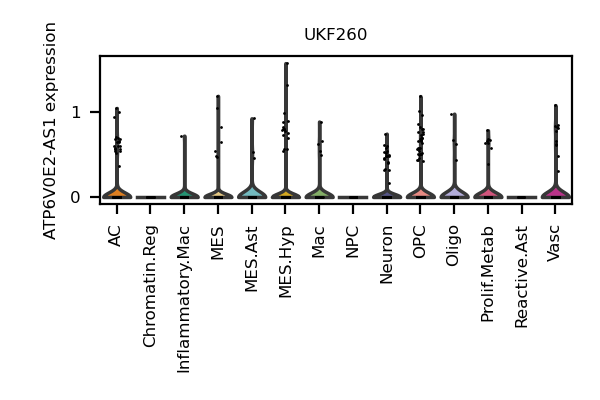 UKF260
ATP6V0E2-AS1 expression
1
0
AC
Chromatin.Reg
Inflammatory.Mac
MES
MES.Ast
MES.Hyp
Mac
NPC
Neuron
OPC
Oligo
Prolif.Metab
Reactive.Ast
Vasc